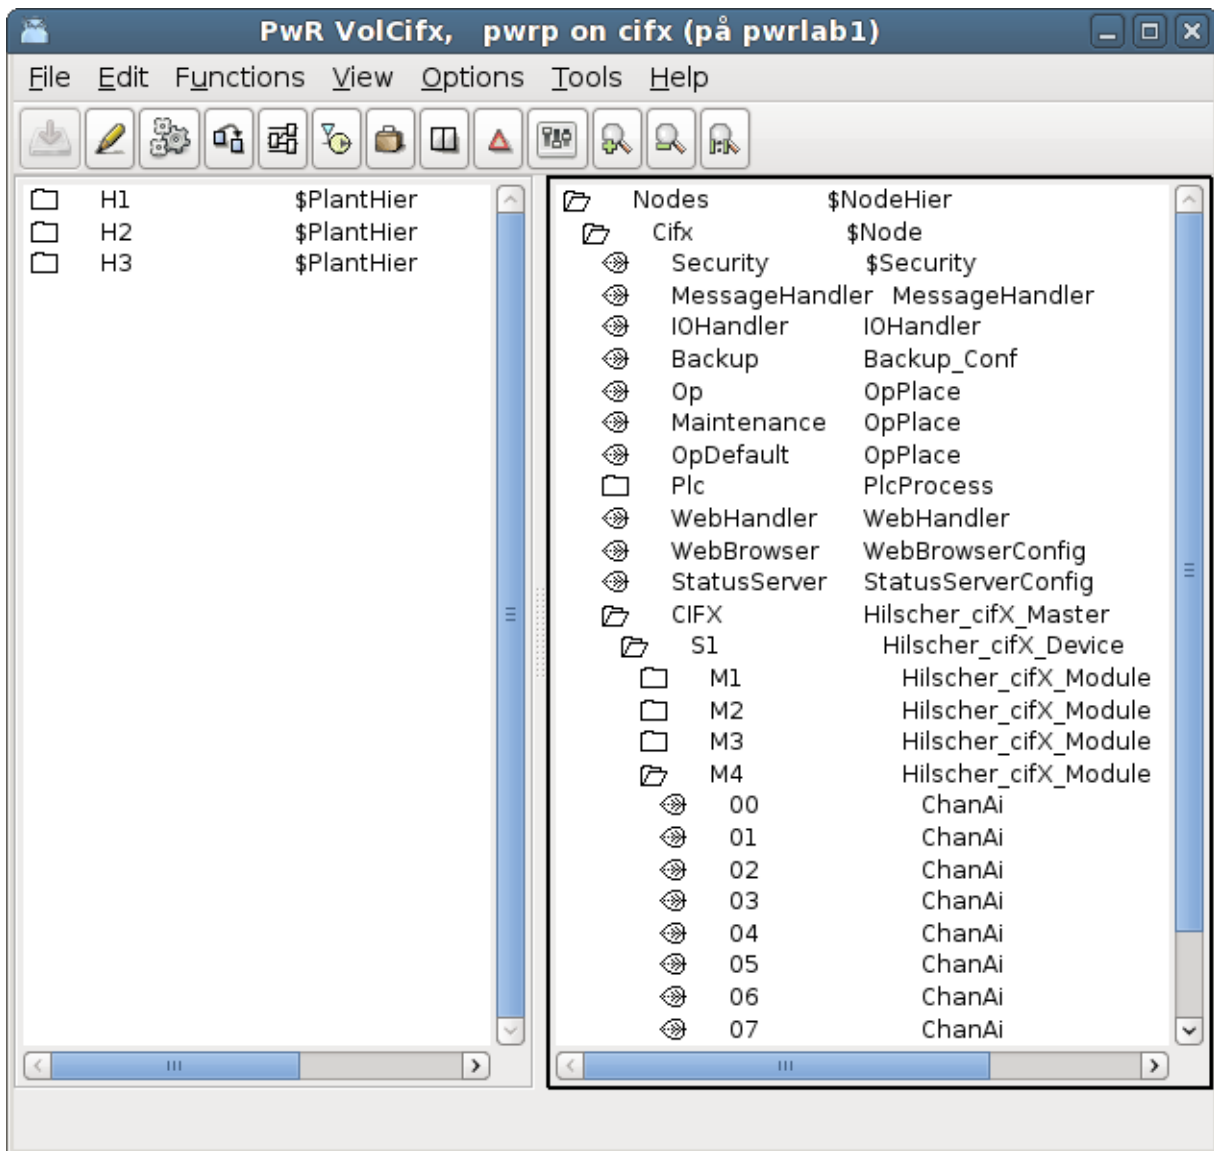 PwR VolCifx, pwrp on cifx (på pwrlab1)
File Edit Functions View Options Tools Help
H1 $PlantHier
H2 $PlantHier
H3 $PlantHier
Nodes $NodeHier
Cifx $Node
Security $Security
MessageHandler MessageHandler
IOHandler IOHandler
Backup Backup_Conf
Op OpPlace
Maintenance OpPlace
OpDefault OpPlace
Plc PlcProcess
WebHandler WebHandler
WebBrowser WebBrowserConfig
StatusServer StatusServerConfig
CIFX Hilscher_cifX_Master
S1 Hilscher_cifX_Device
M1 Hilscher_cifX_Module
M2 Hilscher_cifX_Module
M3 Hilscher_cifX_Module
M4 Hilscher_cifX_Module
00 ChanAi
01 ChanAi
02 ChanAi
03 ChanAi
04 ChanAi
05 ChanAi
06 ChanAi
07 ChanAi